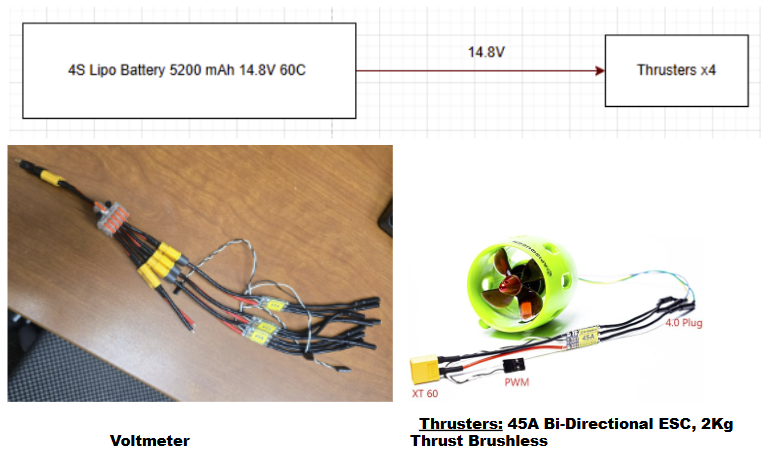 4S Lipo Battery 5200 mAh 14.8V 60C
14.8V
Thrusters x4
45A
4.0 Plug
PWM
XT 60
Voltmeter
Thrusters: 45A Bi-Directional ESC, 2Kg
Thrust Brushless